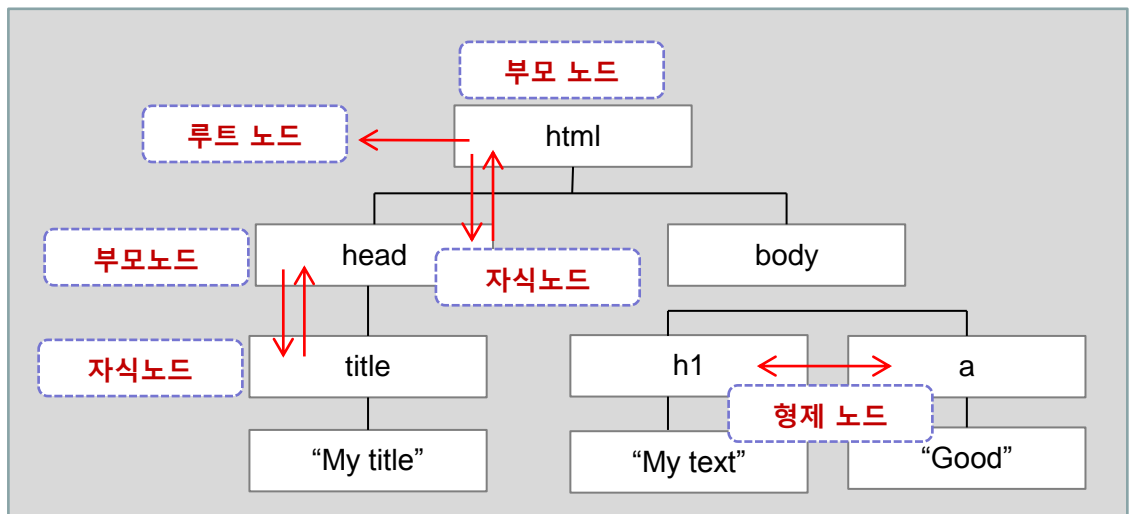 부모 노드
루트 노드
html
부모노드
head
자식노드
body
자식노드
title
h1
a
형제 노드
“My title”
“My text”
“Good”